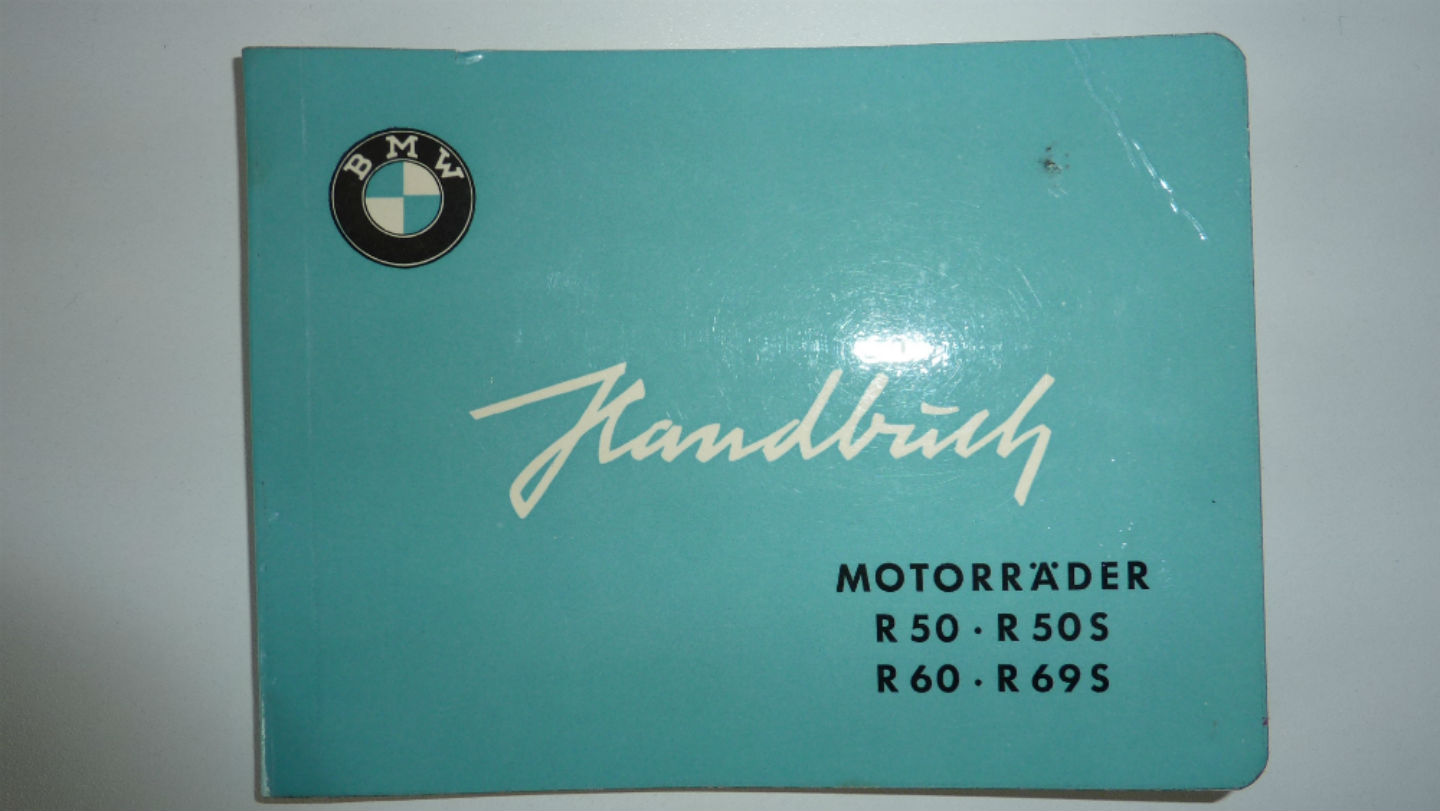 BMW
Handbuch
MOTORRÄDER
R 50 · R 50 S
R 60 · R 69 S